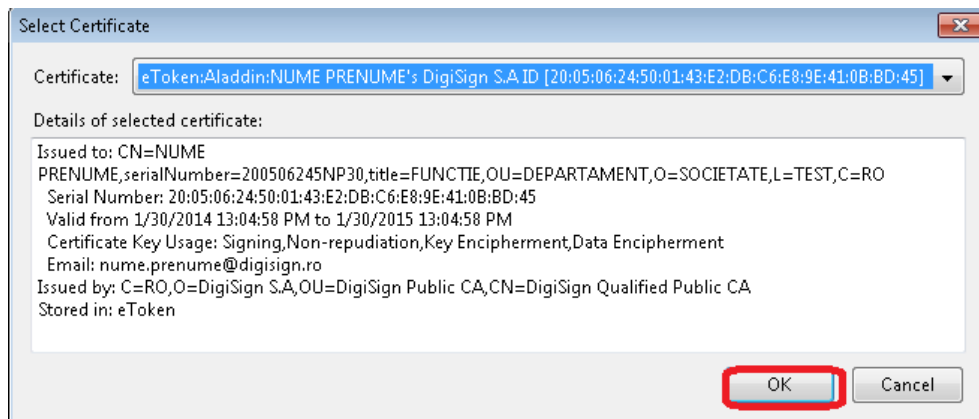 Select Certificate
Certificate: eToken:Aladdin:NUME PRENUME's DigiSign S.A ID [20:05:06:24:50:01:43:E2:DB:C6:E8:9E:41:0B:BD:45]
Details of selected certificate:
Issued to: CN=NUME
PRENUME,serialNumber=200506245NP30,title=FUNCTIE,OU=DEPARTAMENT,O=SOCIETATE,L=TEST,C=RO
Serial Number: 20:05:06:24:50:01:43:E2:DB:C6:E8:9E:41:0B:BD:45
Valid from 1/30/2014 13:04:58 PM to 1/30/2015 13:04:58 PM
Certificate Key Usage: Signing,Non-repudiation,Key Encipherment,Data Encipherment
Email: nume.prenume@digisign.ro
Issued by: C=RO,O=DigiSign S.A,OU=DigiSign Public CA,CN=DigiSign Qualified Public CA
Stored in: eToken
OK Cancel